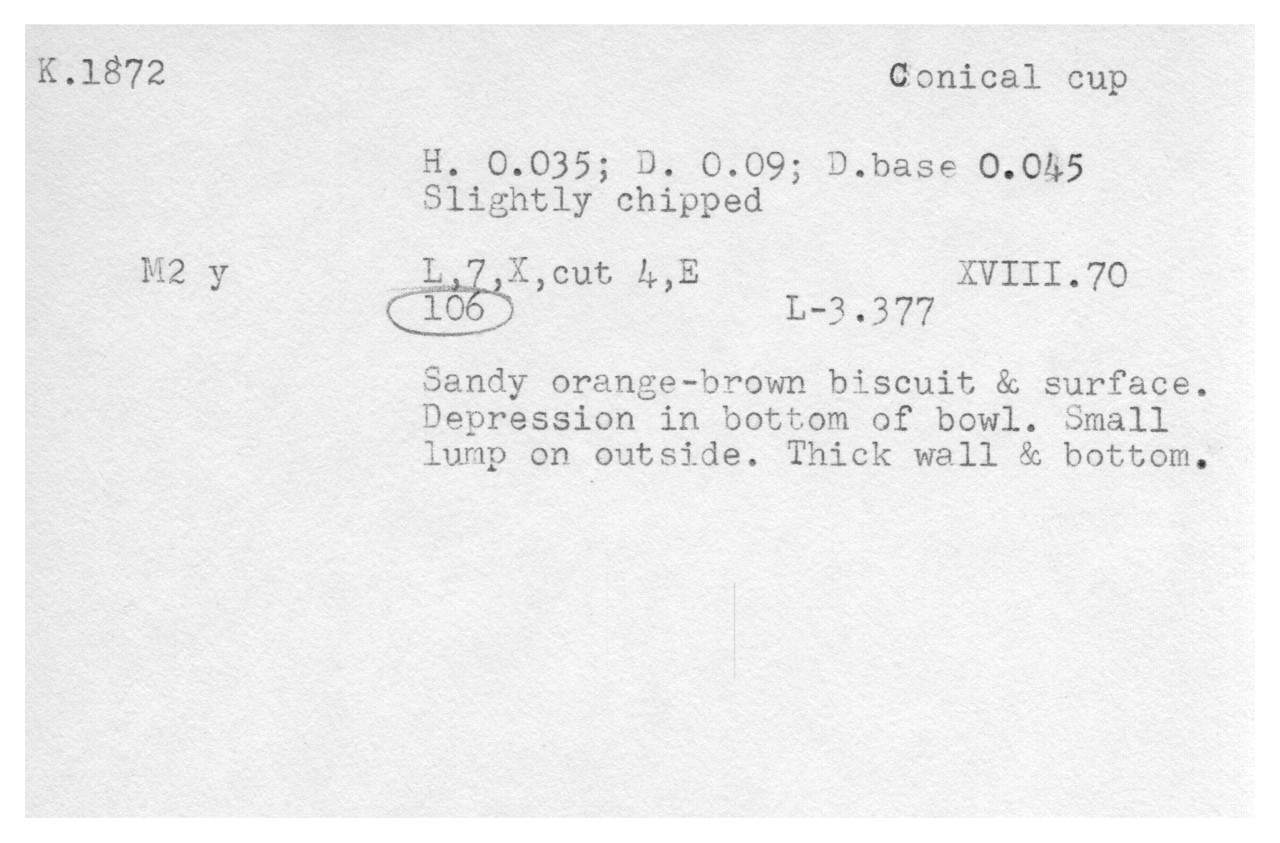 K.1872 Conical cup
H. 0.035; D. 0.09; D.base 0.045
Slightly chipped
M2 y L,7,X,cut 4,E XVIII.70
106 L-3.377
Sandy orange-brown biscuit & surface.
Depression in bottom of bowl. Small
lump on outside. Thick wall & bottom.